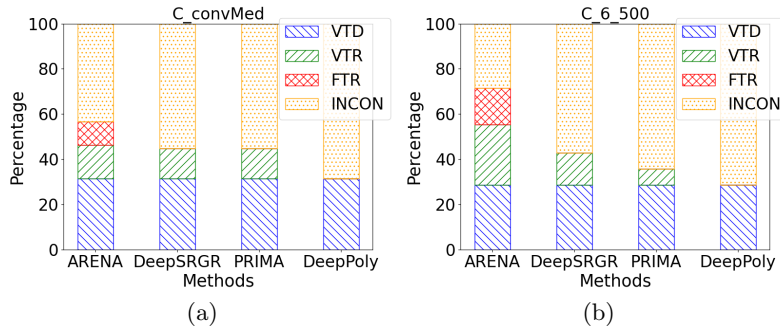 C_convMed
100
80
60
40
20
0
Percentage
VTD
VTR
FTR
INCON
ARENA DeepSRGR PRIMA DeepPoly
Methods
(a)
C_6_500
100
80
60
40
20
0
Percentage
VTD
VTR
FTR
INCON
ARENA DeepSRGR PRIMA DeepPoly
Methods
(b)